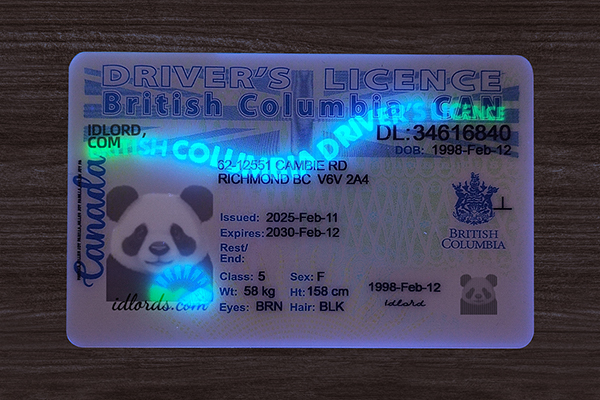 DRIVER'S LICENCE
British Columbia CAN
BRITISH COLUMBIA DRIVER'S LICENCE
IDLORD,
COM
DL:34616840
DOB: 1998-Feb-12
62-12551 CAMBIE RD
RICHMOND BC V6V 2A4
Canada
Issued: 2025-Feb-11
Expires:2030-Feb-12
Rest/
End:
BRITISH
COLUMBIA
Class: 5 Sex: F
Wt: 58 kg Ht: 158 cm
Eyes: BRN Hair: BLK
1998-Feb-12
idlord
idlords.com